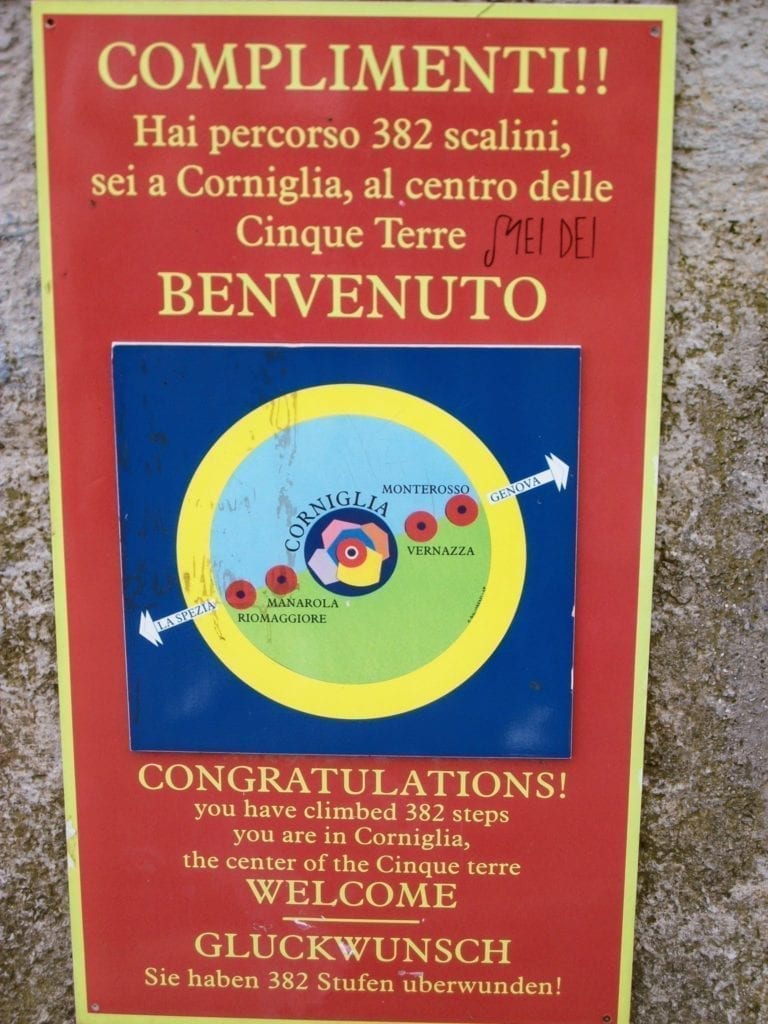 COMPLIMENTI!!
Hai percorso 382 scalini,
sei a Corniglia, al centro delle
Cinque Terre MEI DEI
BENVENUTO
MONTEROSSO
GENOVA
CORNIGLIA
VERNAZZA
LA SPEZIA
MANAROLA
RIOMAGGIORE
CONGRATULATIONS!
you have climbed 382 steps
you are in Corniglia,
the center of the Cinque terre
WELCOME
GLUCKWUNSCH
Sie haben 382 Stufen uberwunden!